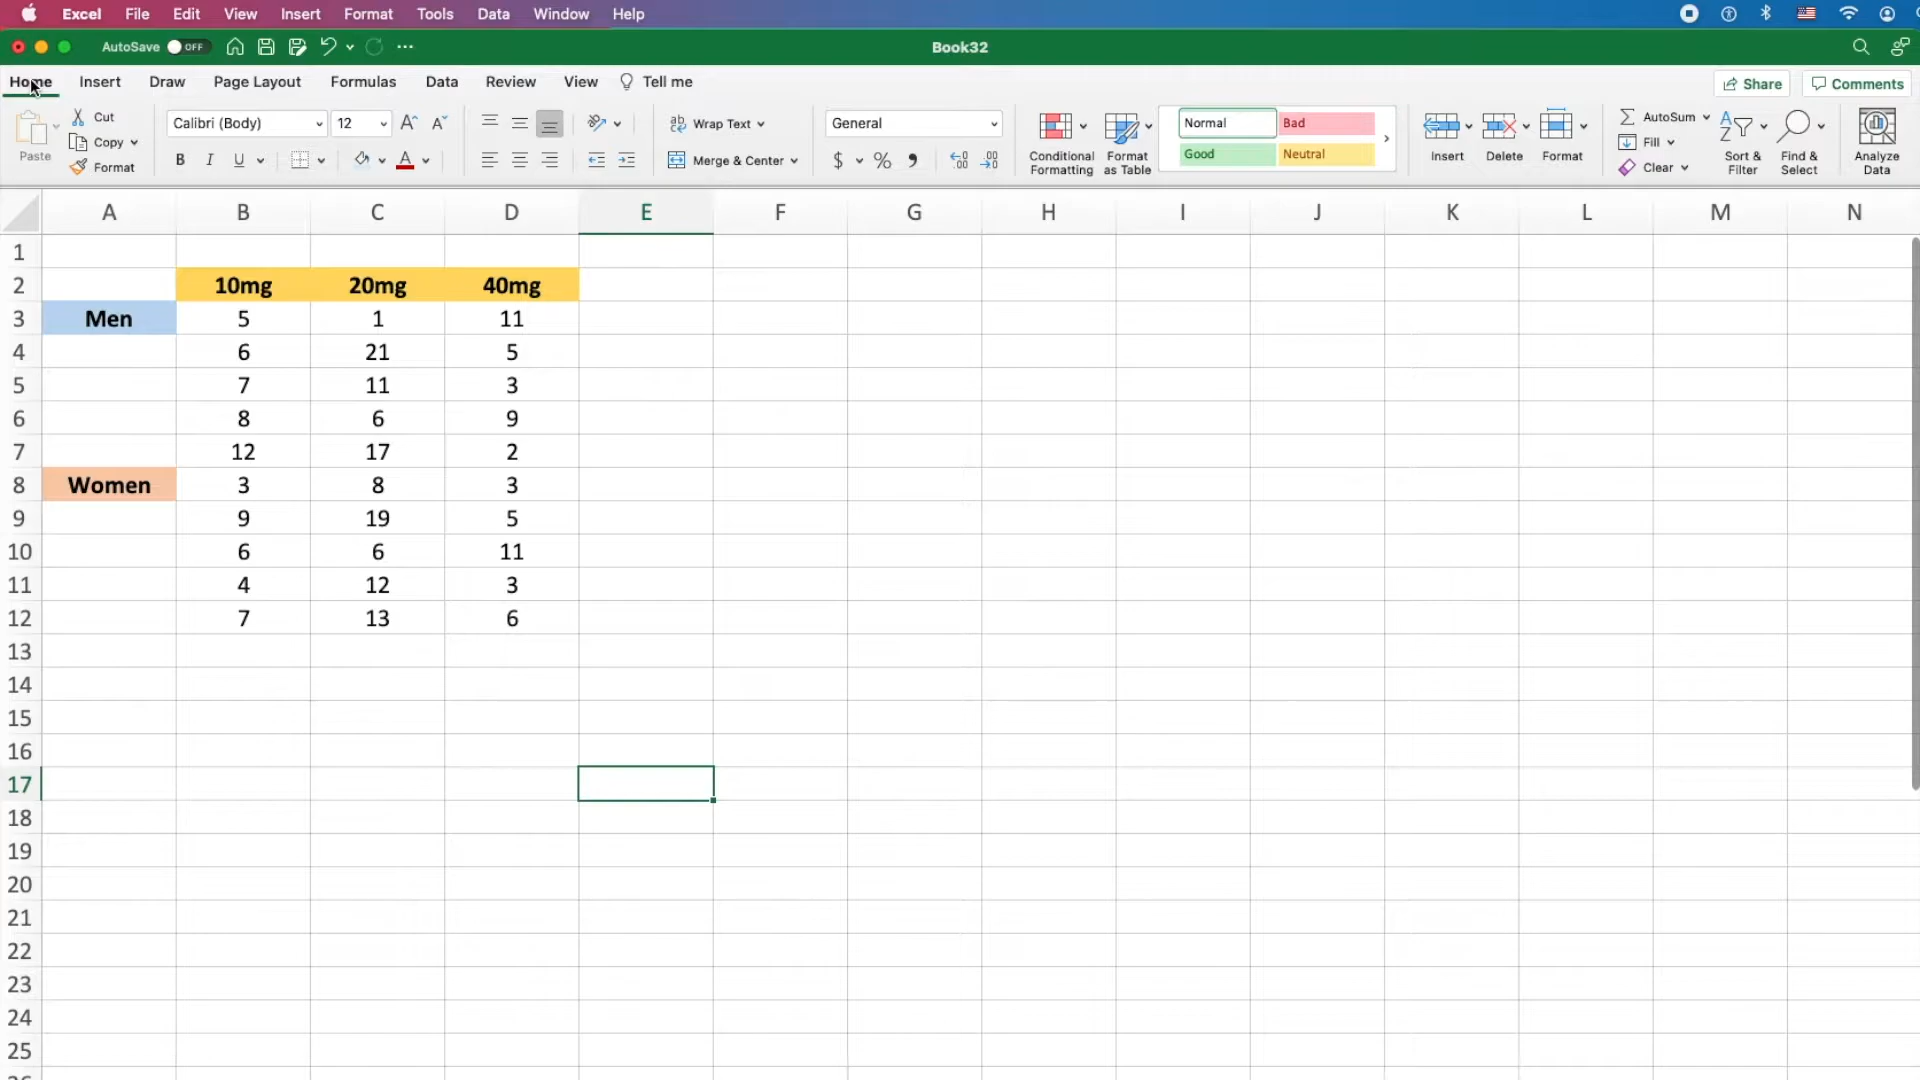 Excel File Edit View Insert Format Tools Data Window Help
AutoSave OFF Book32
Home Insert Draw Page Layout Formulas Data Review View Tell me Share Comments
Paste Cut Copy Format
Calibri (Body) 12
B I U A
Wrap Text
Merge & Center
General
$ %
Conditional Formatting
Format as Table
Normal Bad
Good Neutral
Insert Delete Format
AutoSum
Fill
Clear
Sort & Filter
Find & Select
Analyze Data
A B C D E F G H I J K L M N
1
2 10mg 20mg 40mg
3 Men 5 1 11
4 6 21 5
5 7 11 3
6 8 6 9
7 12 17 2
8 Women 3 8 3
9 9 19 5
10 6 6 11
11 4 12 3
12 7 13 6
13
14
15
16
17
18
19
20
21
22
23
24
25